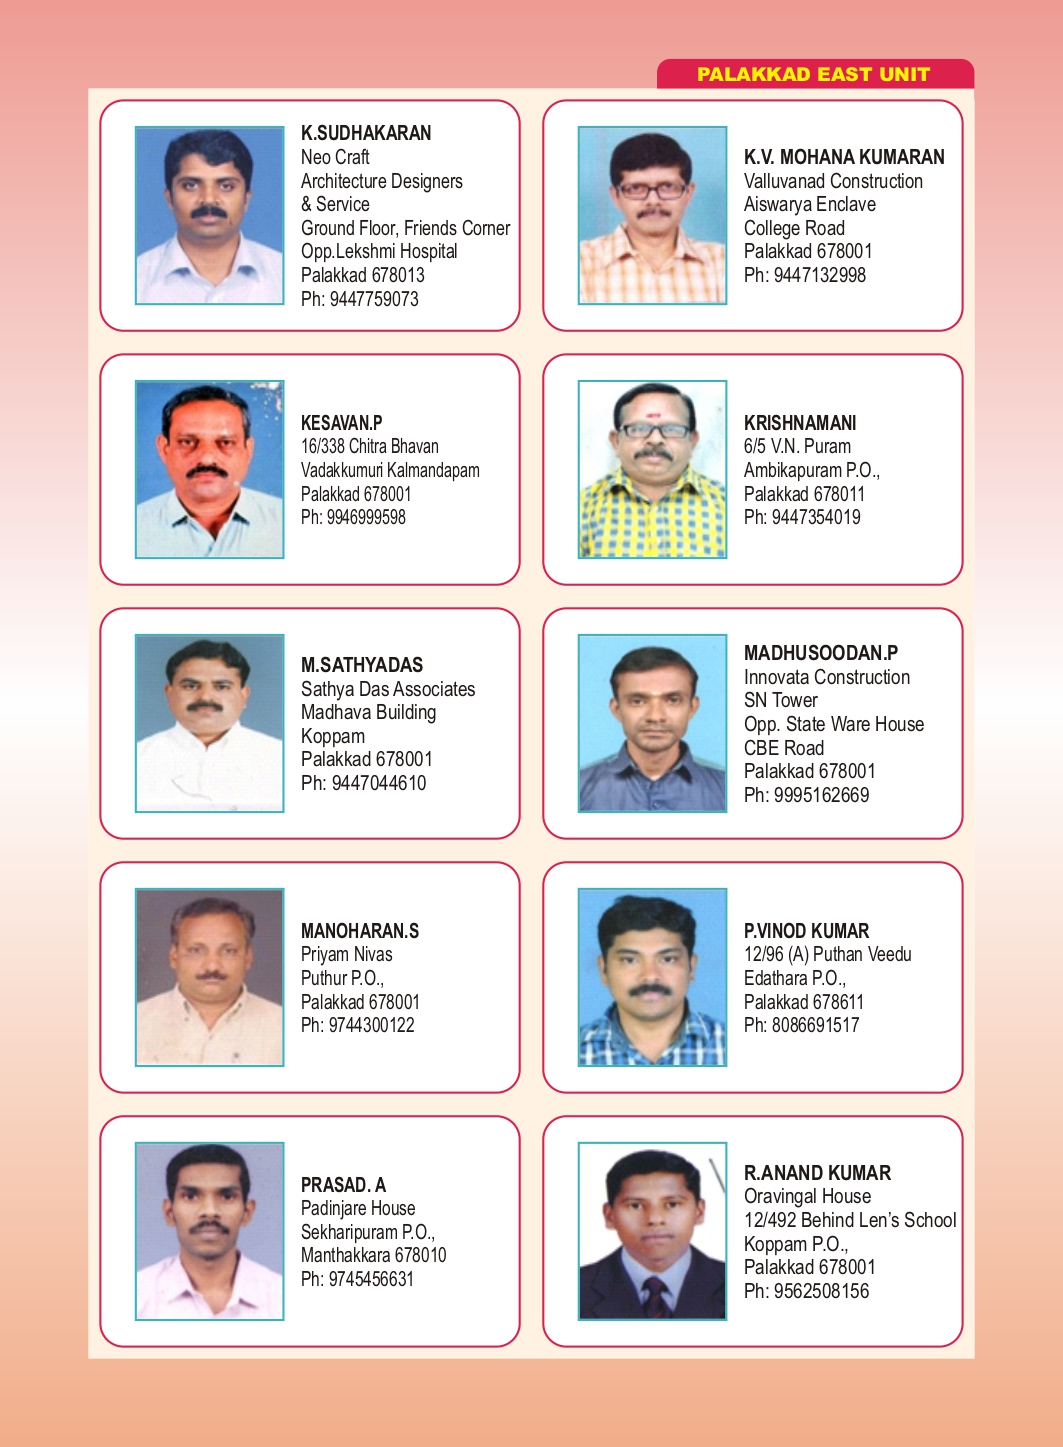 PALAKKAD EAST UNIT
K.SUDHAKARAN
Neo Craft
Architecture Designers
& Service
Ground Floor, Friends Corner
Opp.Lekshmi Hospital
Palakkad 678013
Ph: 9447759073
K.V. MOHANA KUMARAN
Valluvanad Construction
Aiswarya Enclave
College Road
Palakkad 678001
Ph: 9447132998
KESAVAN.P
16/338 Chitra Bhavan
Vadakkumuri Kalmandapam
Palakkad 678001
Ph: 9946999598
KRISHNAMANI
6/5 V.N. Puram
Ambikapuram P.O.,
Palakkad 678011
Ph: 9447354019
M.SATHYADAS
Sathya Das Associates
Madhava Building
Koppam
Palakkad 678001
Ph: 9447044610
MADHUSOODAN.P
Innovata Construction
SN Tower
Opp. State Ware House
CBE Road
Palakkad 678001
Ph: 9995162669
MANOHARAN.S
Priyam Nivas
Puthur P.O.,
Palakkad 678001
Ph: 9744300122
P.VINOD KUMAR
12/96 (A) Puthan Veedu
Edathara P.O.,
Palakkad 678611
Ph: 8086691517
PRASAD. A
Padinjare House
Sekharipuram P.O.,
Manthakkara 678010
Ph: 9745456631
R.ANAND KUMAR
Oravingal House
12/492 Behind Len's School
Koppam P.O.,
Palakkad 678001
Ph: 9562508156